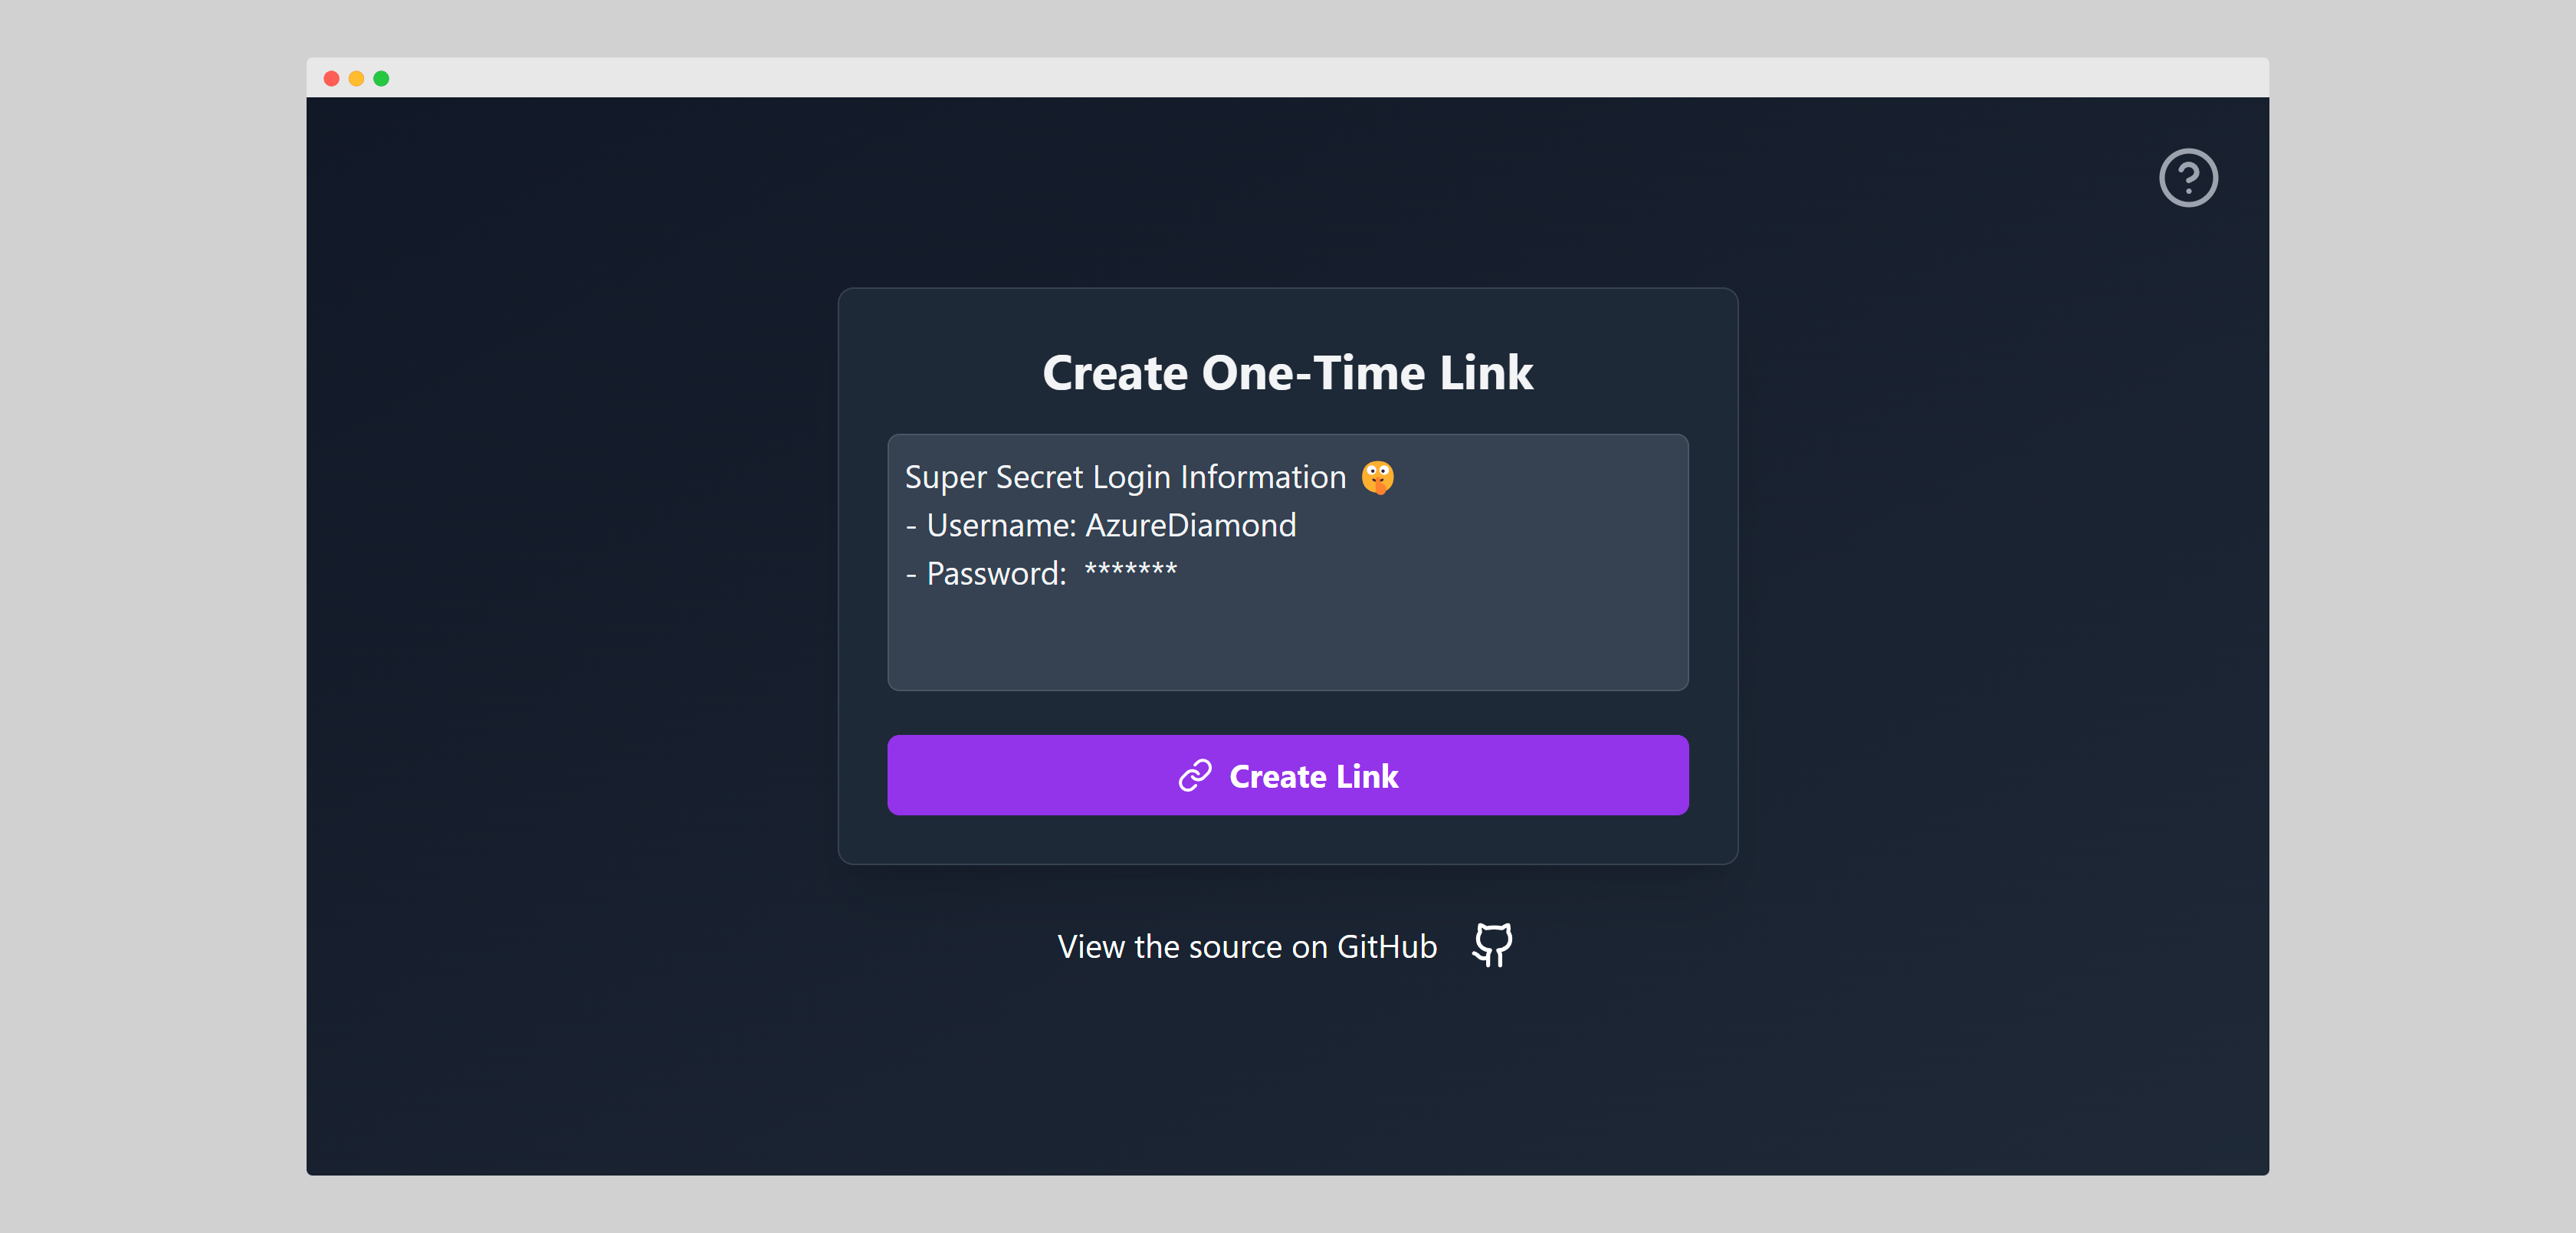 Create One-Time Link
Super Secret Login Information 🤫
- Username: AzureDiamond
- Password:  *******
Create Link
View the source on GitHub